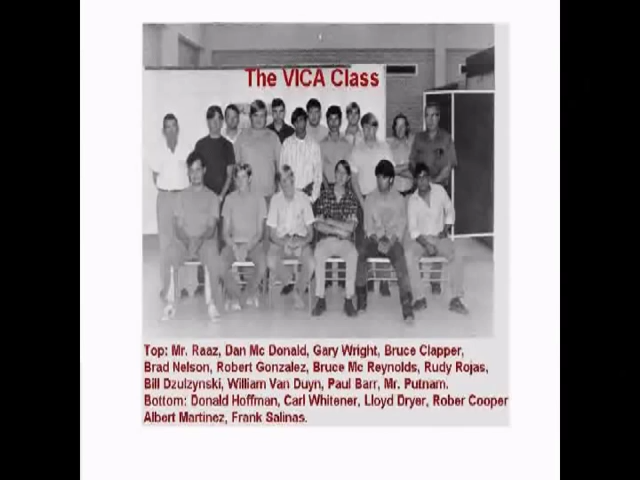 The VICA Class
Top: Mr. Raaz, Dan Mc Donald, Gary Wright, Bruce Clapper,
Brad Nelson, Robert Gonzalez, Bruce Mc Reynolds, Rudy Rojas,
Bill Dzulzynski, William Van Duyn, Paul Barr, Mr. Putnam.
Bottom: Donald Hoffman, Carl Whitener, Lloyd Dryer, Rober Cooper
Albert Martinez, Frank Salinas.